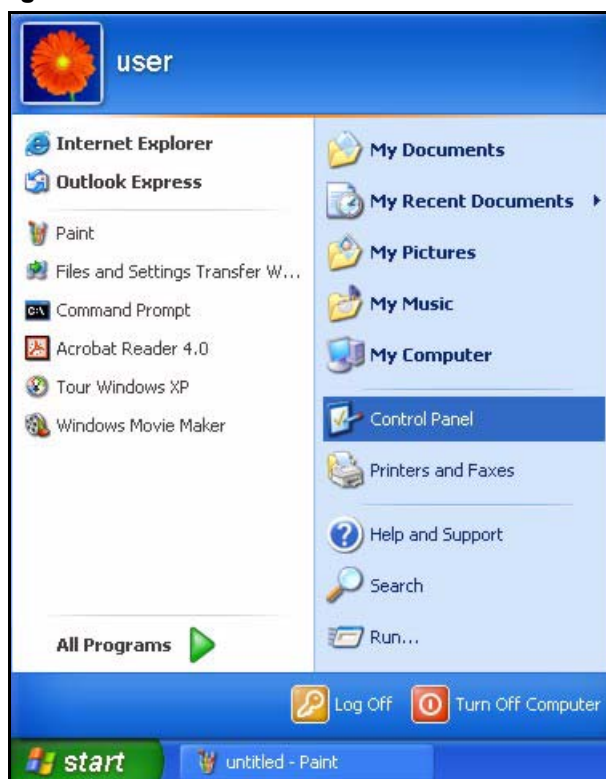 user
Internet Explorer
Outlook Express
Paint
Files and Settings Transfer W...
Command Prompt
Acrobat Reader 4.0
Tour Windows XP
Windows Movie Maker
All Programs
My Documents
My Recent Documents
My Pictures
My Music
My Computer
Control Panel
Printers and Faxes
Help and Support
Search
Run...
Log Off
Turn Off Computer
start
untitled - Paint